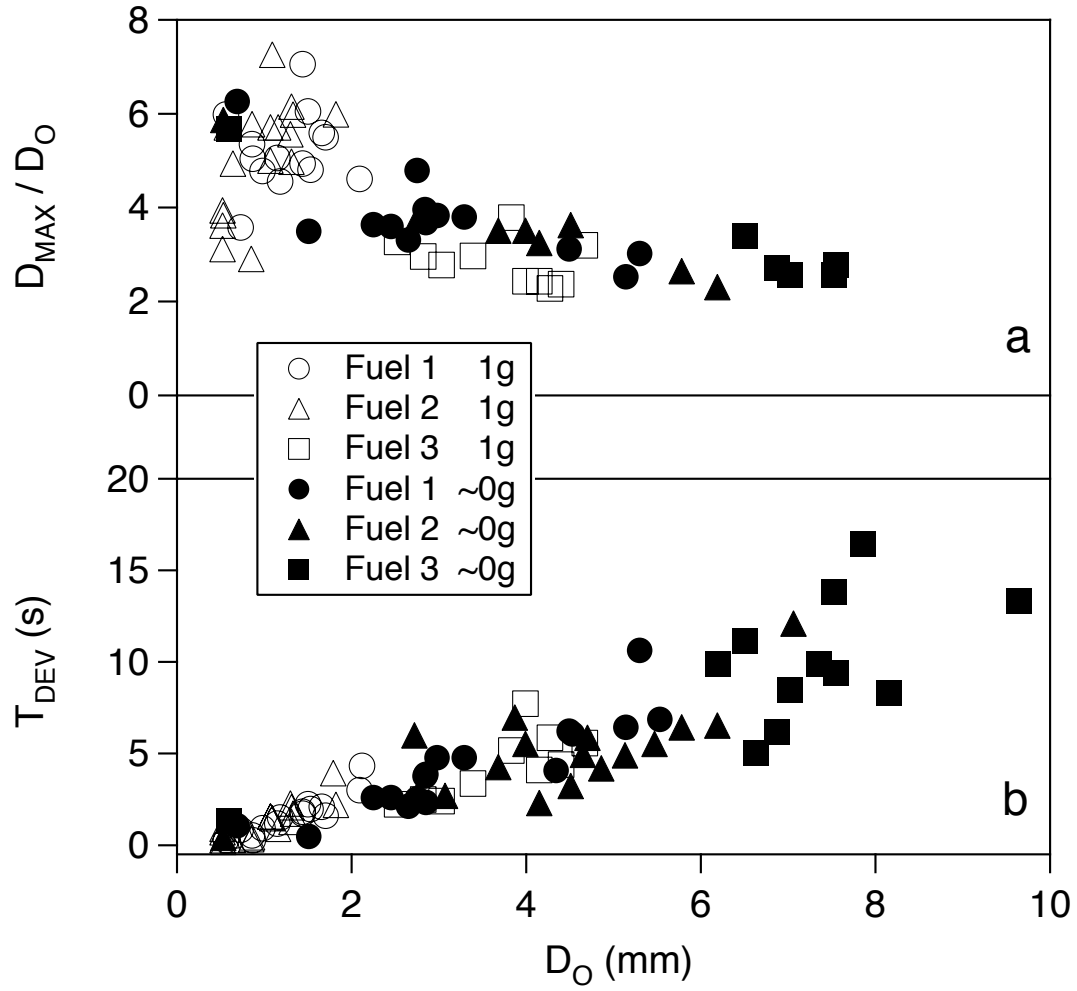 8
6
4
2
0
D_MAX / D_O
a
Fuel 1 1g
Fuel 2 1g
Fuel 3 1g
Fuel 1 ~0g
Fuel 2 ~0g
Fuel 3 ~0g
20
15
10
5
0
T_DEV (s)
b
0 2 4 6 8 10
D_O (mm)